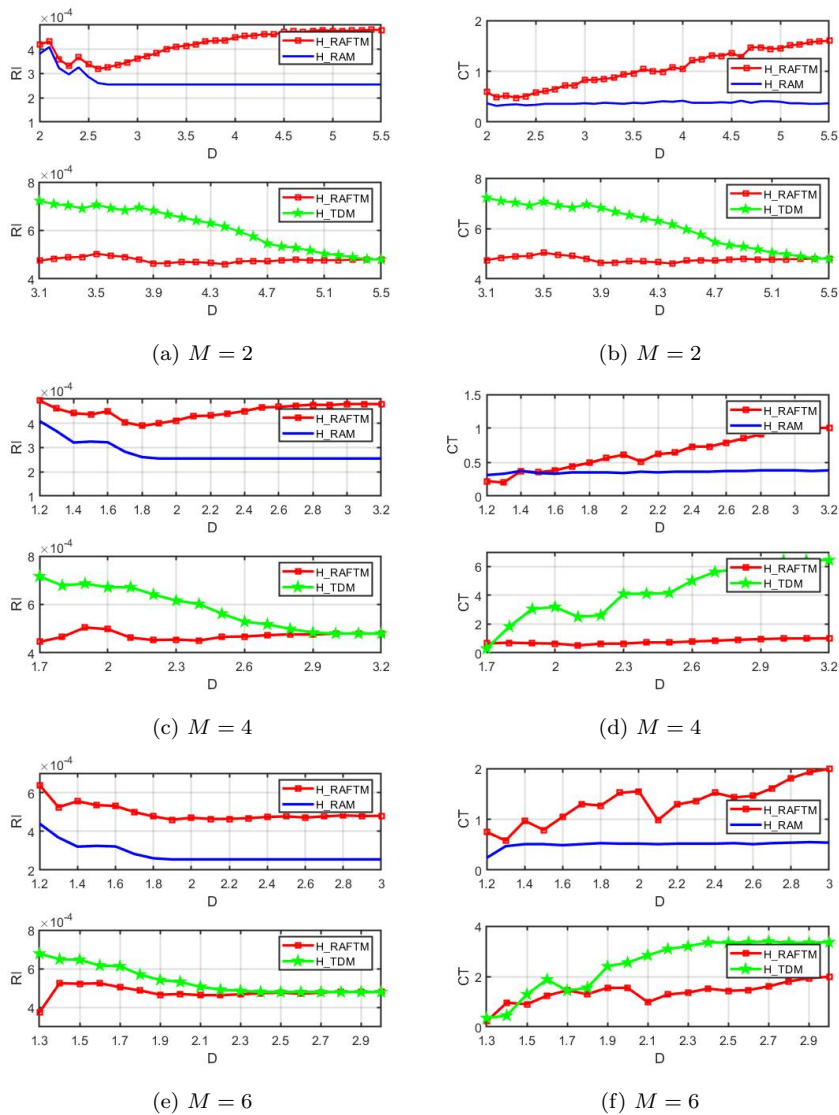 ×10-4
5
4
3
2
1
RI
H_RAFTM
H_RAM
2 2.5 3 3.5 4 4.5 5 5.5
D
×10-4
8
6
4
RI
H_RAFTM
H_TDM
3.1 3.5 3.9 4.3 4.7 5.1 5.5
D
(a) M = 2
2
1
0
CT
H_RAFTM
H_RAM
2 2.5 3 3.5 4 4.5 5 5.5
D
8
6
4
CT
H_RAFTM
H_TDM
3.1 3.5 3.9 4.3 4.7 5.1 5.5
D
(b) M = 2
×10-4
5
4
3
2
1
RI
H_RAFTM
H_RAM
1.2 1.4 1.6 1.8 2 2.2 2.4 2.6 2.8 3 3.2
D
×10-4
8
6
4
RI
H_RAFTM
H_TDM
1.7 2 2.3 2.6 2.9 3.2
D
(c) M = 4
1.5
1
0.5
0
CT
H_RAFTM
H_RAM
1.2 1.4 1.6 1.8 2 2.2 2.4 2.6 2.8 3 3.2
D
6
4
2
0
CT
H_RAFTM
H_TDM
1.7 2 2.3 2.6 2.9 3.2
D
(d) M = 4
×10-4
6
4
2
RI
H_RAFTM
H_RAM
1.2 1.4 1.6 1.8 2 2.2 2.4 2.6 2.8 3
D
×10-4
8
6
4
RI
H_RAFTM
H_TDM
1.3 1.5 1.7 1.9 2.1 2.3 2.5 2.7 2.9
D
(e) M = 6
2
1
0
CT
H_RAFTM
H_RAM
1.2 1.4 1.6 1.8 2 2.2 2.4 2.6 2.8 3
D
4
2
0
CT
H_RAFTM
H_TDM
1.3 1.5 1.7 1.9 2.1 2.3 2.5 2.7 2.9
D
(f) M = 6